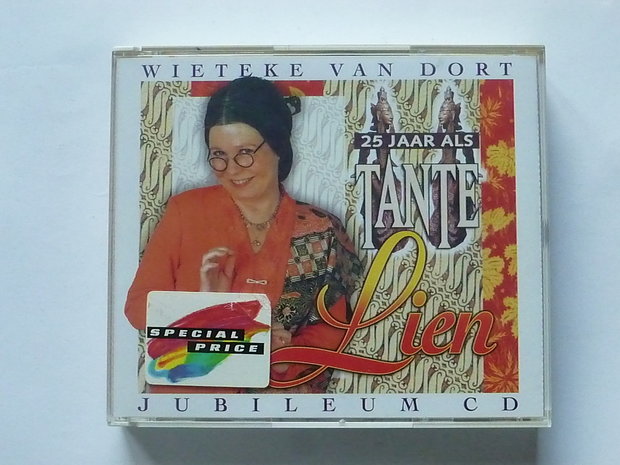 WIETEKE VAN DORT
25 JAAR ALS
TANTE
Lien
SPECIAL
PRICE
JUBILEUM CD